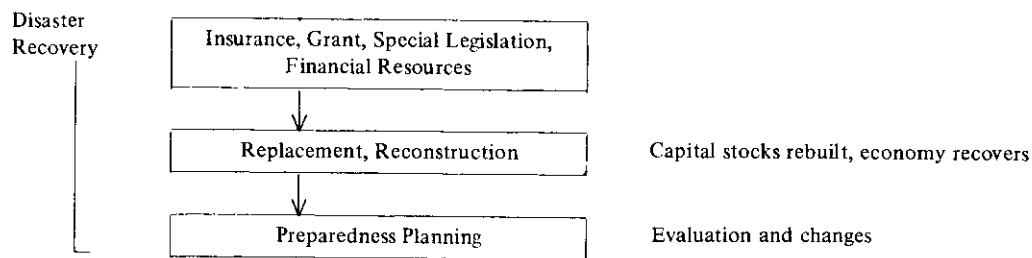 Disaster
Recovery
Insurance, Grant, Special Legislation,
Financial Resources
Replacement, Reconstruction
Capital stocks rebuilt, economy recovers
Preparedness Planning
Evaluation and changes